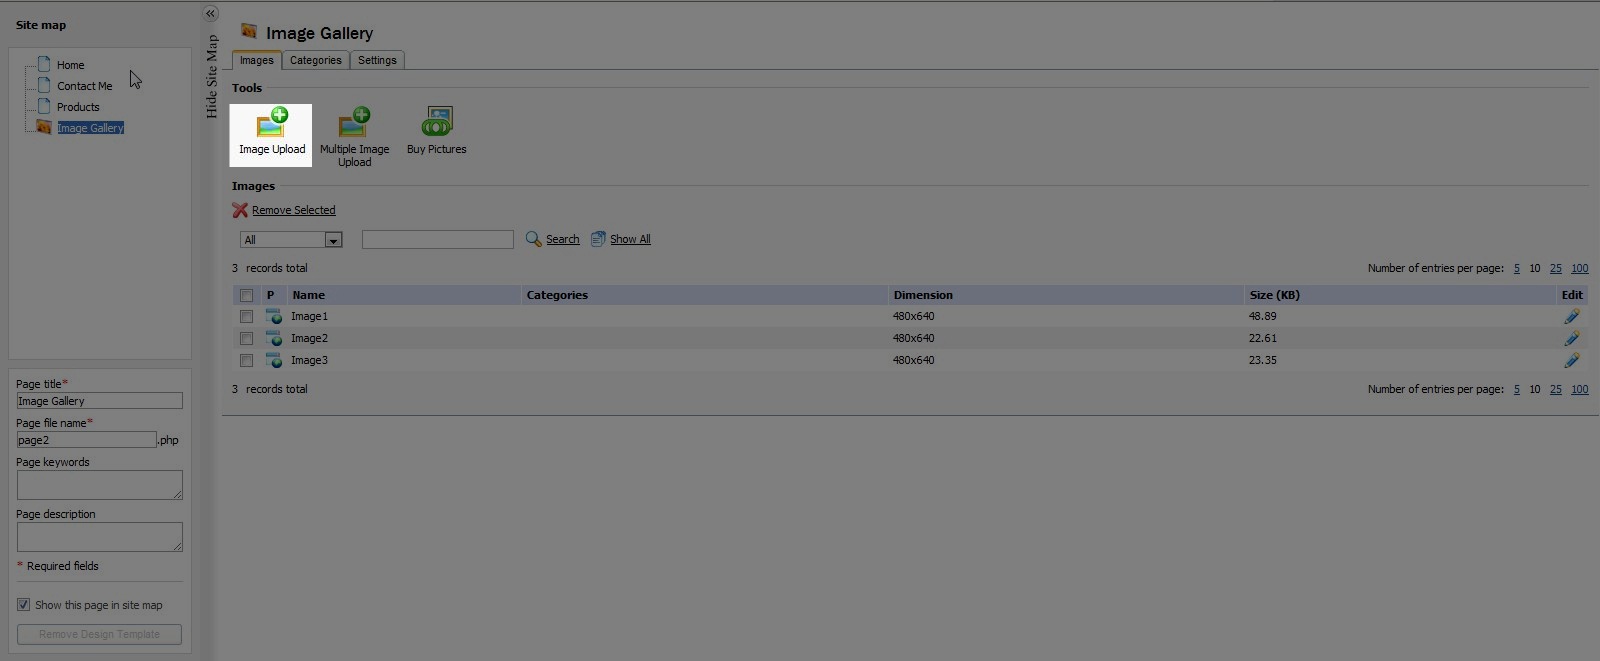 Site map
Home
Contact Me
Products
Image Gallery
Page title*
Image Gallery
Page file name*
page2 .php
Page keywords
Page description
* Required fields
Show this page in site map
Remove Design Template
Hide Site Map
Image Gallery
Images Categories Settings
Tools
Image Upload
Multiple Image
Upload
Buy Pictures
Images
Remove Selected
All Search Show All
3 records total Number of entries per page: 5 10 25 100
P Name Categories Dimension Size (KB) Edit
Image1 480x640 48.89
Image2 480x640 22.61
Image3 480x640 23.35
3 records total Number of entries per page: 5 10 25 100